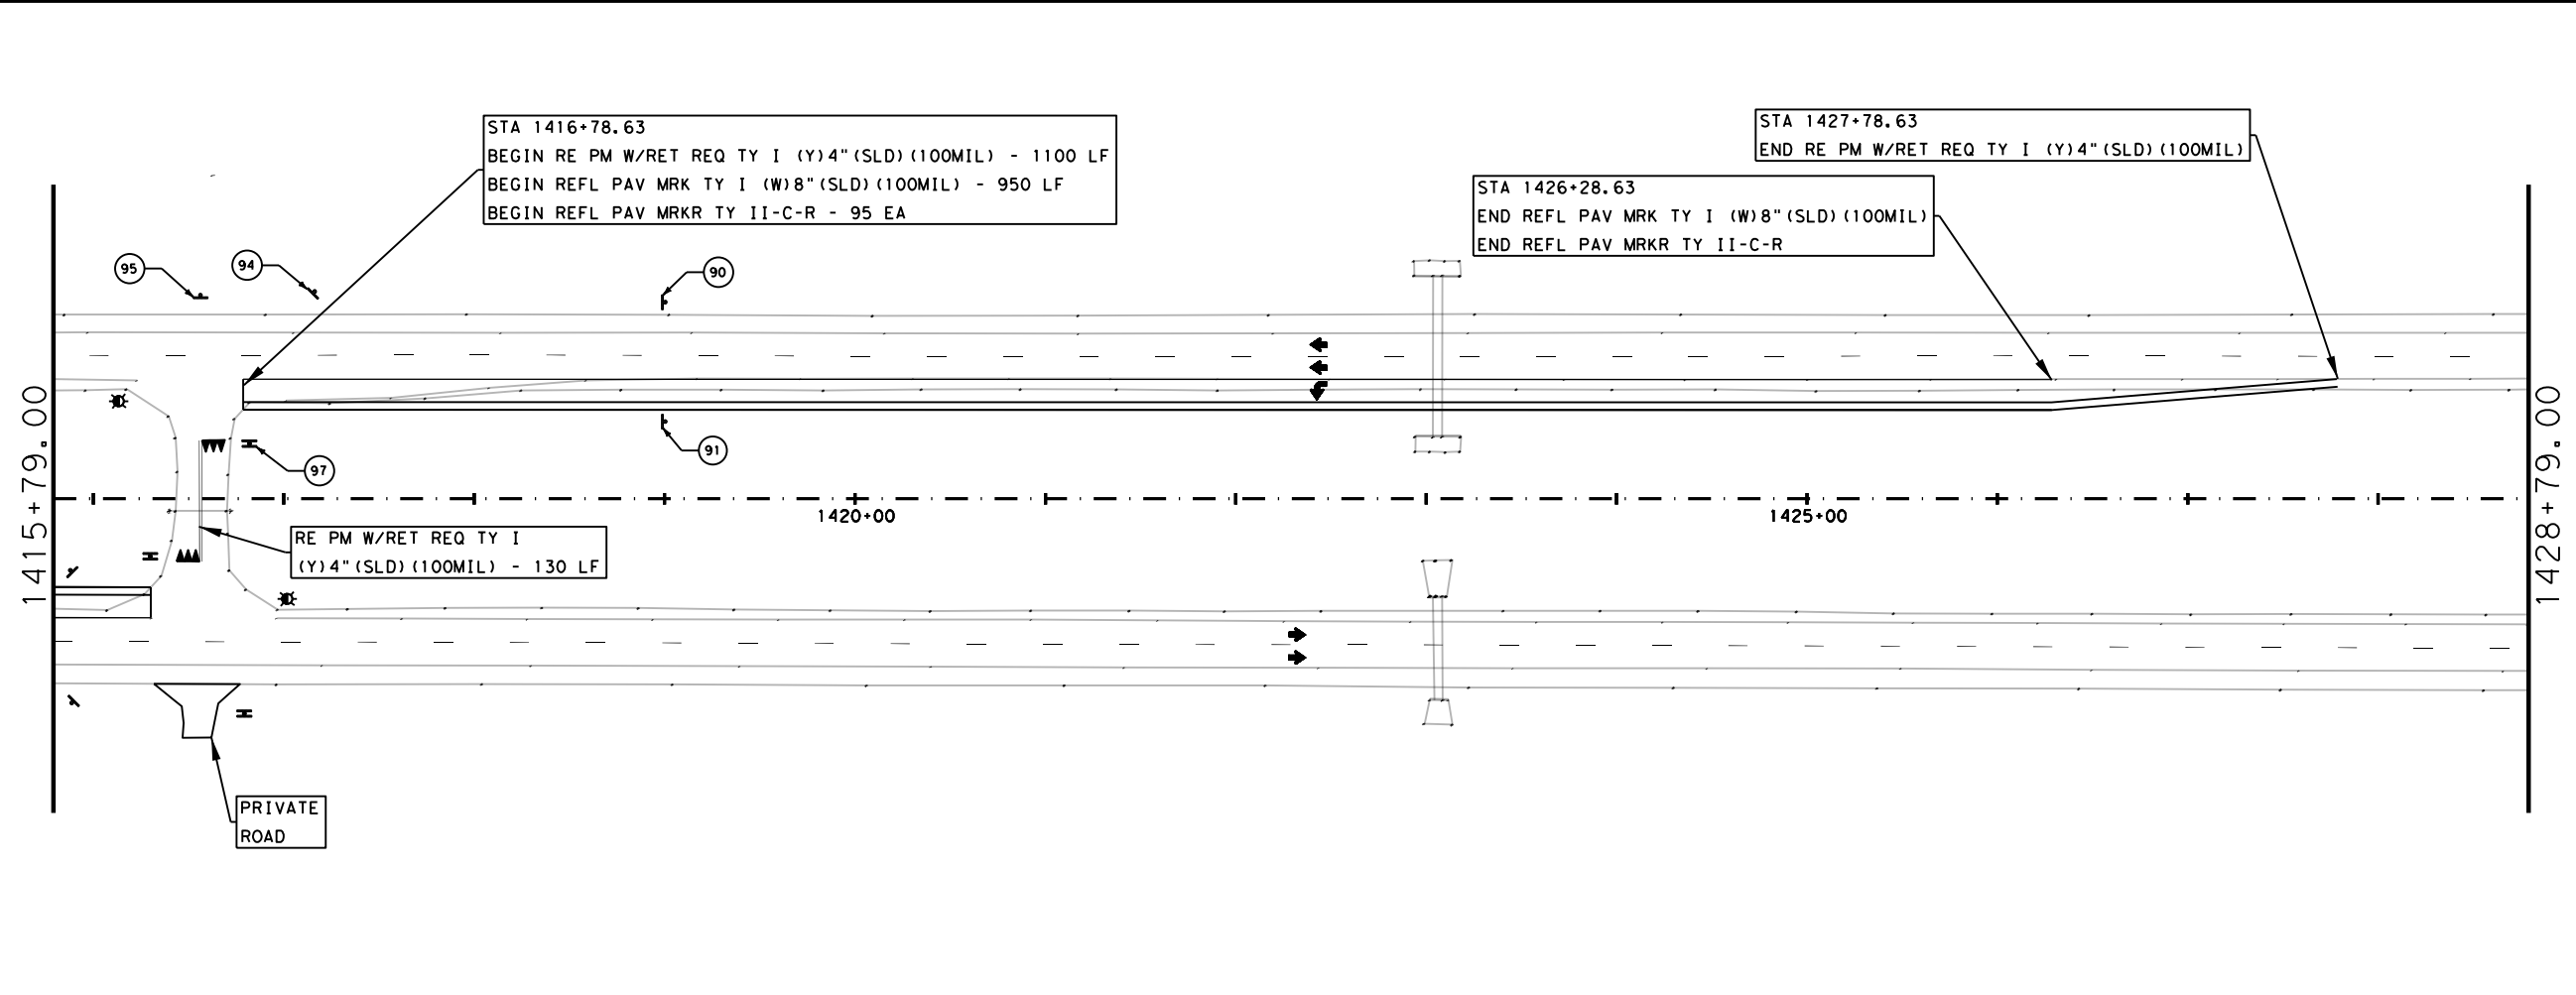 STA 1416+78.63
BEGIN RE PM W/RET REQ TY I (Y)4"(SLD)(100MIL) - 1100 LF
BEGIN REFL PAV MRK TY I (W)8"(SLD)(100MIL) - 950 LF
BEGIN REFL PAV MRKR TY II-C-R - 95 EA
STA 1427+78.63
END RE PM W/RET REQ TY I (Y)4"(SLD)(100MIL)
STA 1426+28.63
END REFL PAV MRK TY I (W)8"(SLD)(100MIL)
END REFL PAV MRKR TY II-C-R
95
94
90
91
97
1415+79.00
1428+79.00
1420+00
1425+00
RE PM W/RET REQ TY I
(Y)4"(SLD)(100MIL) - 130 LF
PRIVATE
ROAD